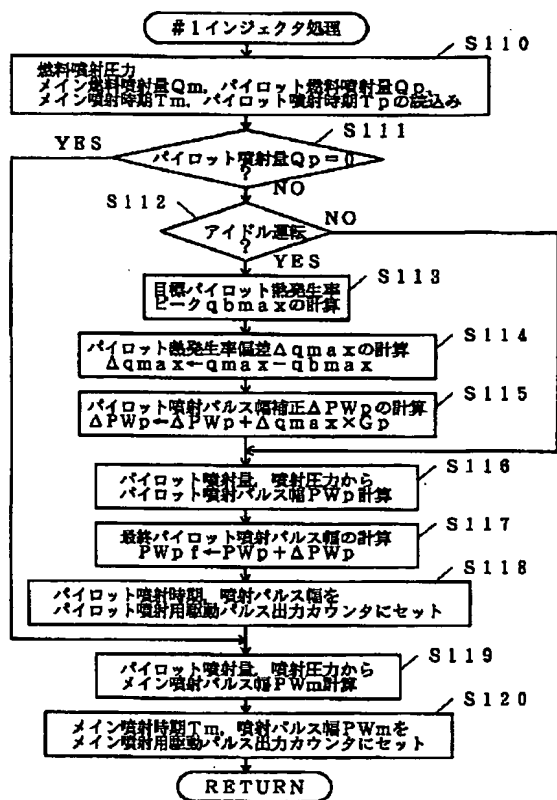 #1インジェクタ処理
S110
燃料噴射圧力
メイン燃料噴射量Qm，パイロット燃料噴射量Qp，
メイン噴射時期Tm，パイロット噴射時期Tpの読込み
S111
YES
パイロット噴射量Qp＝0
?
NO
S112
NO
アイドル運転
?
YES
S113
目標パイロット熱発生率
ピークqbmaxの計算
S114
パイロット熱発生率偏差Δqmaxの計算
Δqmax←qmax－qbmax
S115
パイロット噴射パルス幅補正ΔPWpの計算
ΔPWp←ΔPWp＋Δqmax×Gp
S116
パイロット噴射量，噴射圧力から
パイロット噴射パルス幅PWp計算
S117
最終パイロット噴射パルス幅の計算
PWpf←PWp＋ΔPWp
S118
パイロット噴射時期，噴射パルス幅を
パイロット噴射用駆動パルス出力カウンタにセット
S119
パイロット噴射量，噴射圧力から
メイン噴射パルス幅PWm計算
S120
メイン噴射時期Tm，噴射パルス幅PWmを
メイン噴射用駆動パルス出力カウンタにセット
RETURN